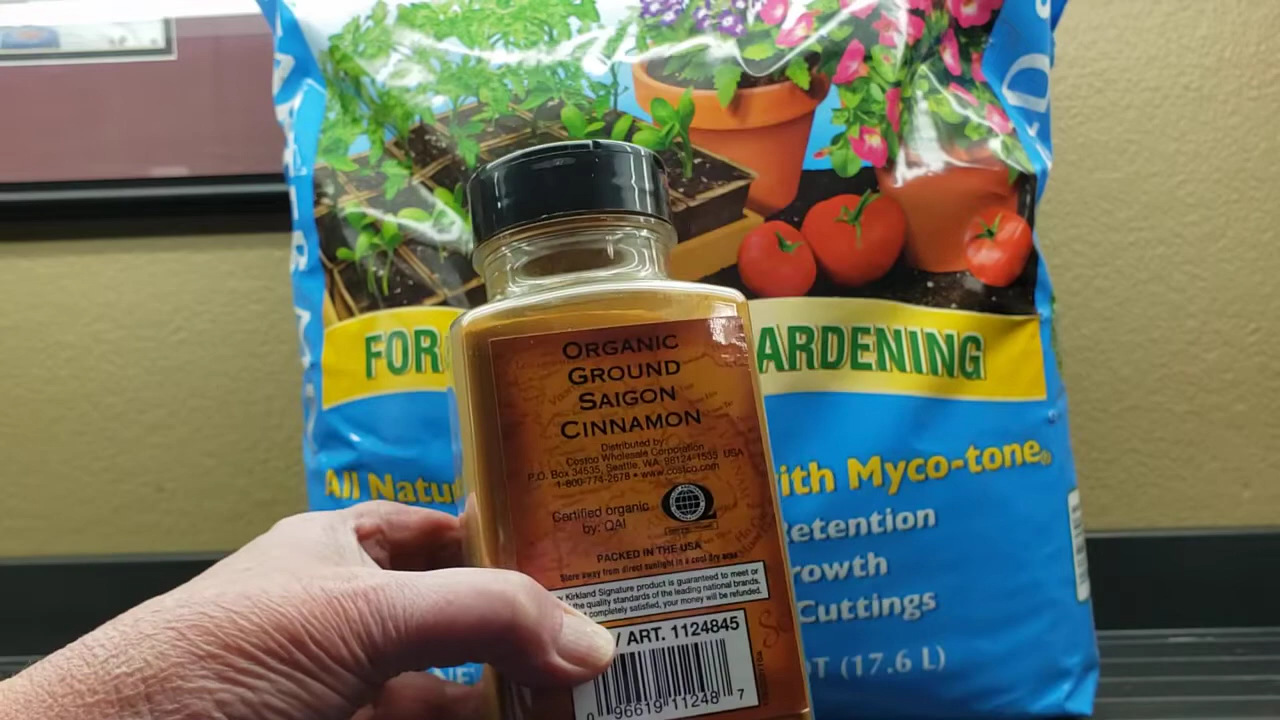 FOR
ARDENING
All Natu
ith Myco-tone
Retention
rowth
Cuttings
QT (17.6 L)
ORGANIC
GROUND
SAIGON
CINNAMON
Distributed by:
Costco Wholesale Corporation
P.O. Box 34535, Seattle, WA 98124-1535 USA
1-800-774-2678 • www.costco.com
Certified organic
by: QAI
PACKED IN THE USA
Store away from direct sunlight in a cool dry area
Kirkland Signature product is guaranteed to meet or
the quality standards of the leading national brands.
completely satisfied, your money will be refunded.
/ ART. 1124845
0 96619 11248 7